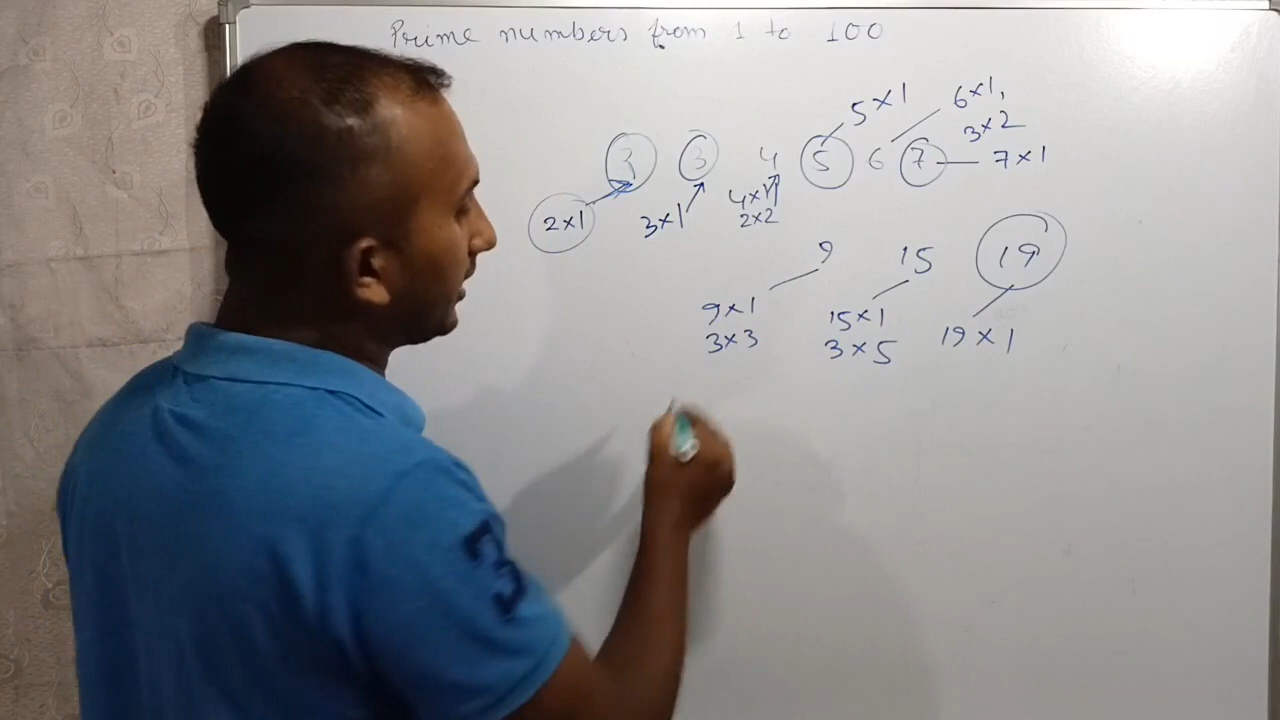 Prime numbers from 1 to 100
5×1 6×1,
3×2
3 4 5 6 7 7×1
2×1 3×1 4×1
2×2
9 15 19
9×1 15×1 19×1
3×3 3×5
3